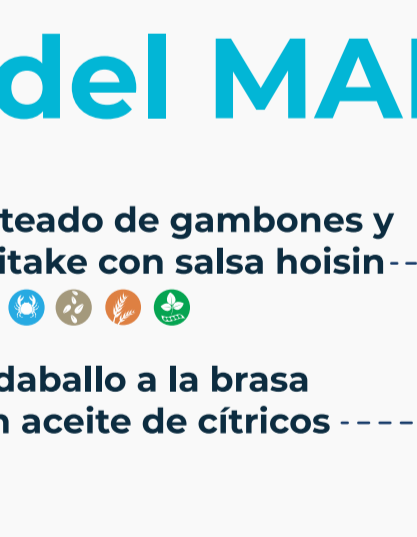 del MA
teado de gambones y
itake con salsa hoisin
daballo a la brasa
n aceite de cítricos